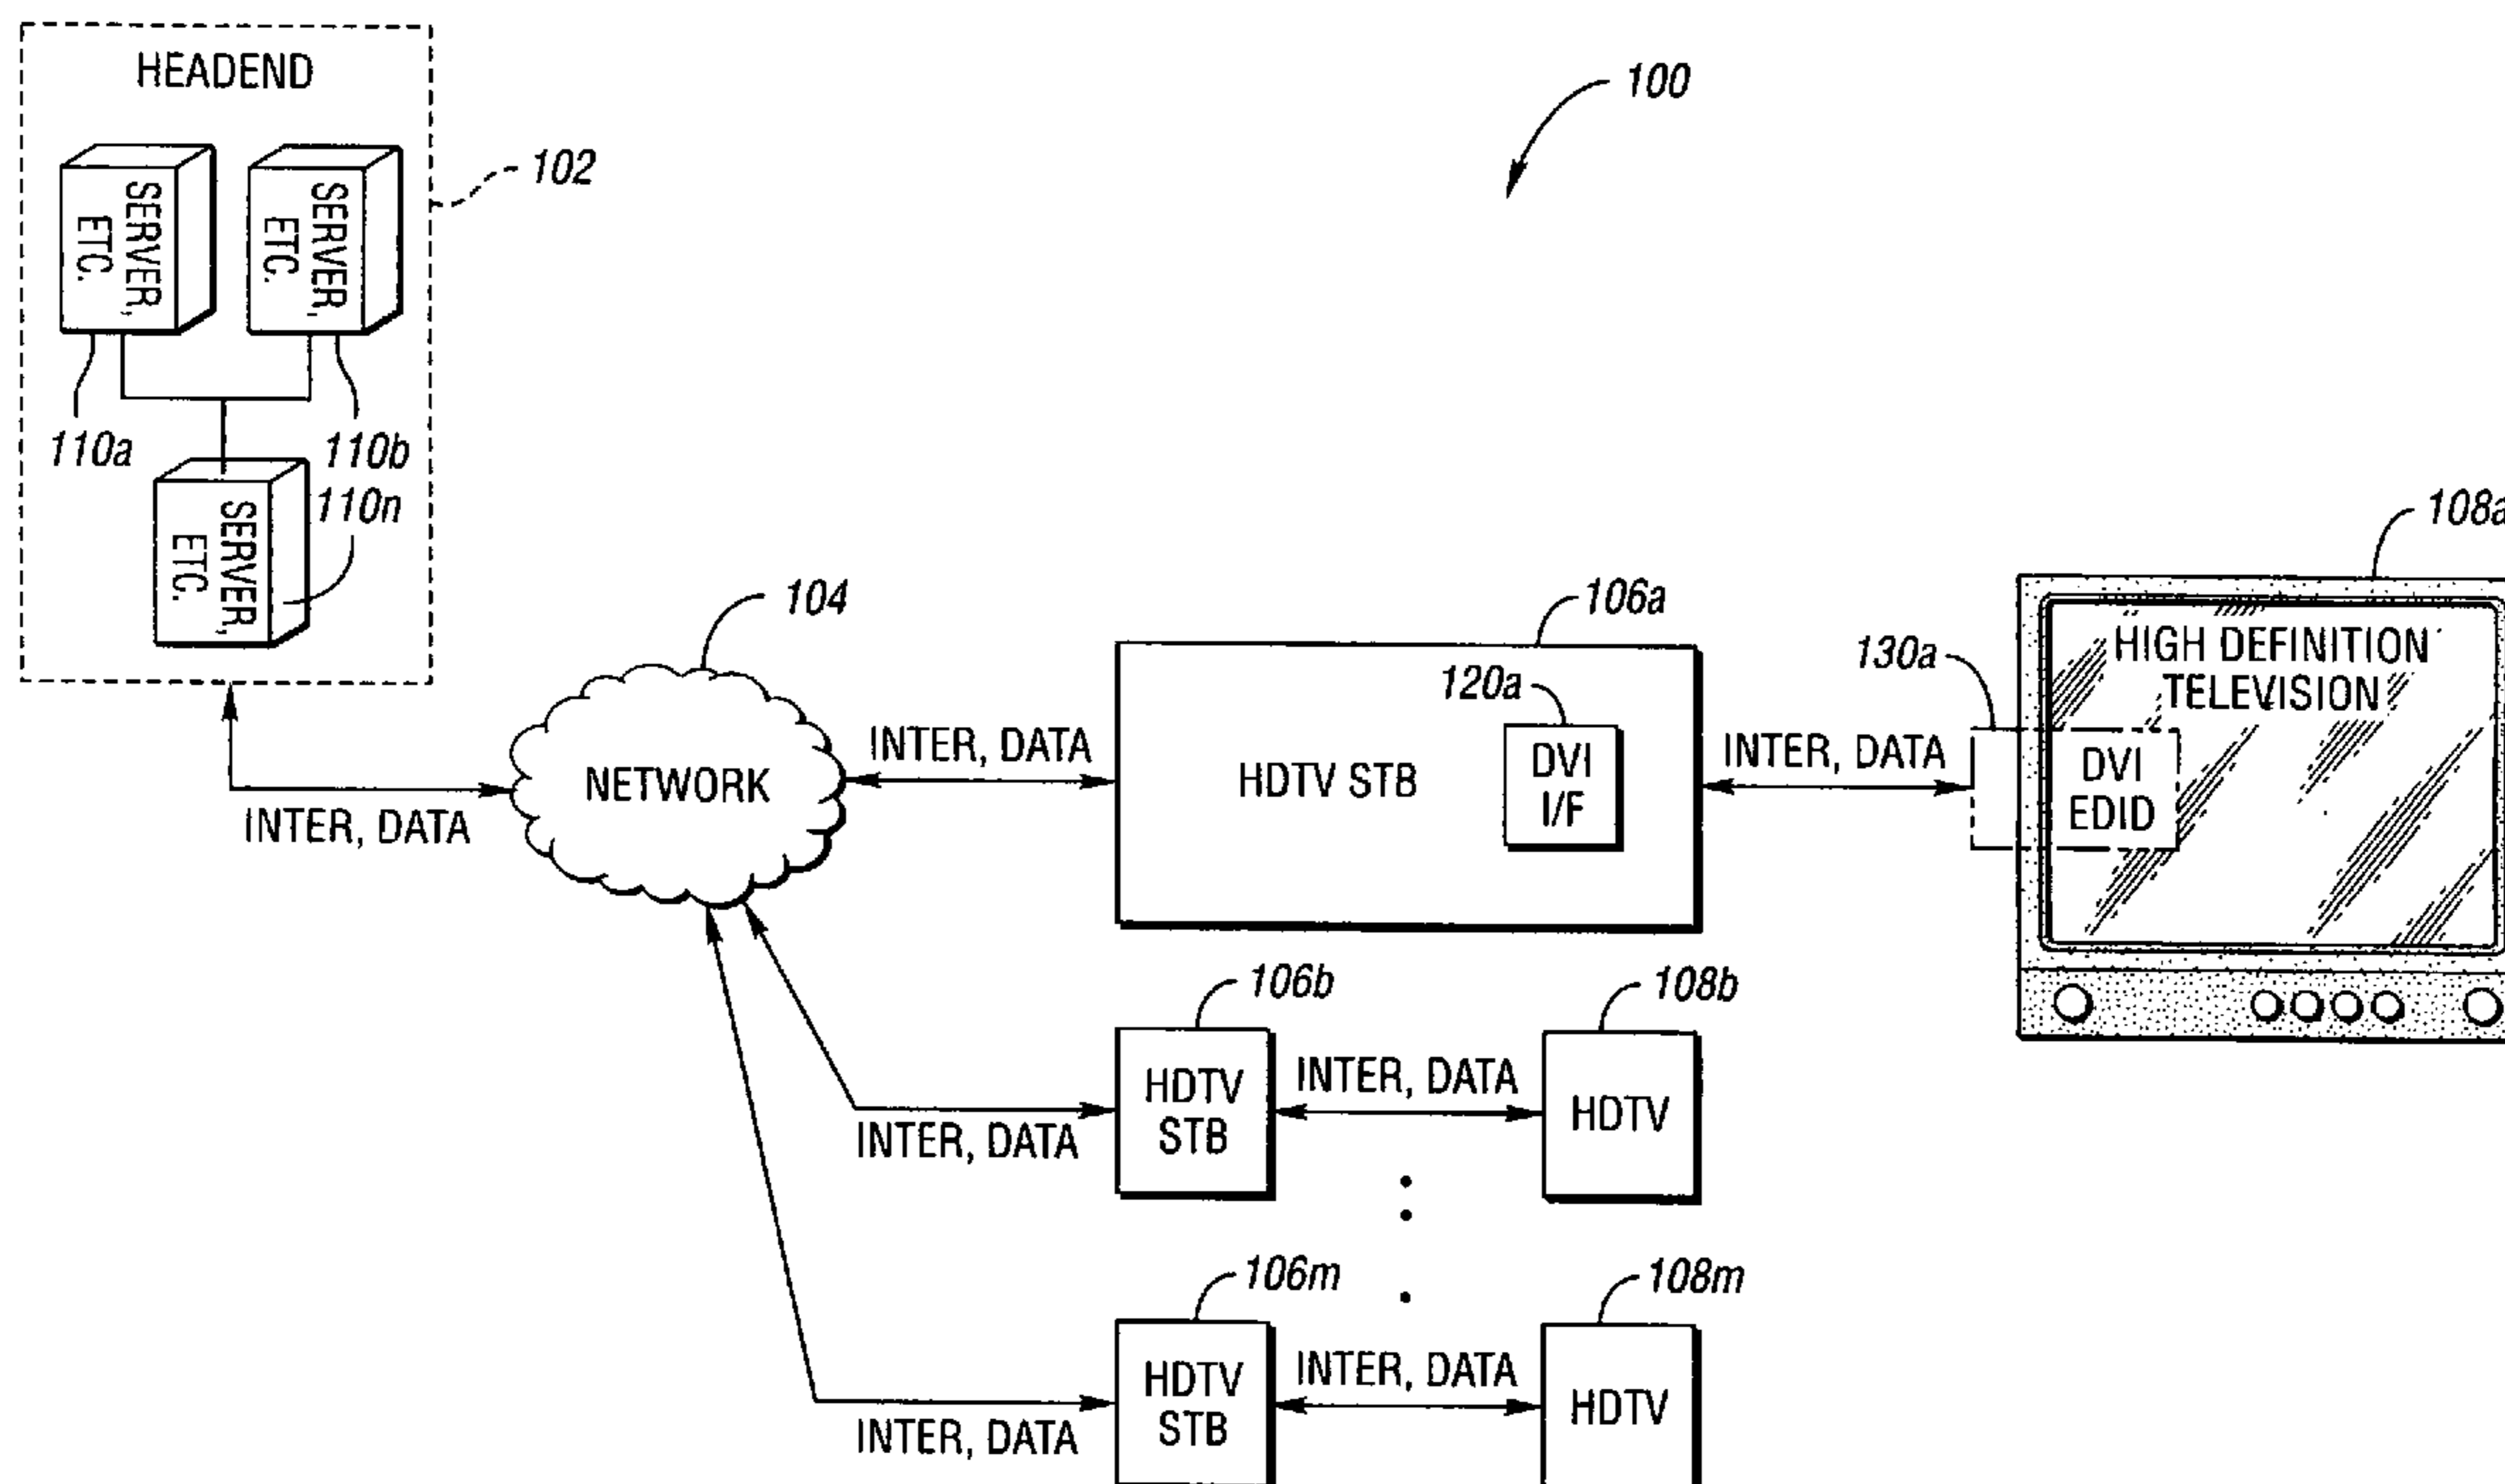 HEADEND
100
102
SERVER,
ETC.
SERVER,
ETC.
110a
110b
110n
SERVER,
ETC.
104
106a
108a
130a
120a
HIGH DEFINITION
TELEVISION
INTER, DATA
NETWORK
INTER, DATA
HDTV STB
DVI
I/F
INTER, DATA
DVI
EDID
106b
108b
HDTV
STB
INTER, DATA
HDTV
INTER, DATA
106m
108m
HDTV
STB
INTER, DATA
HDTV
INTER, DATA